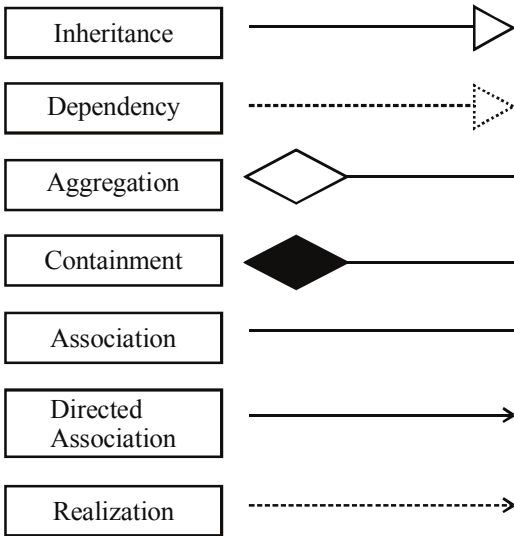 Inheritance
Dependency
Aggregation
Containment
Association
Directed
Association
Realization